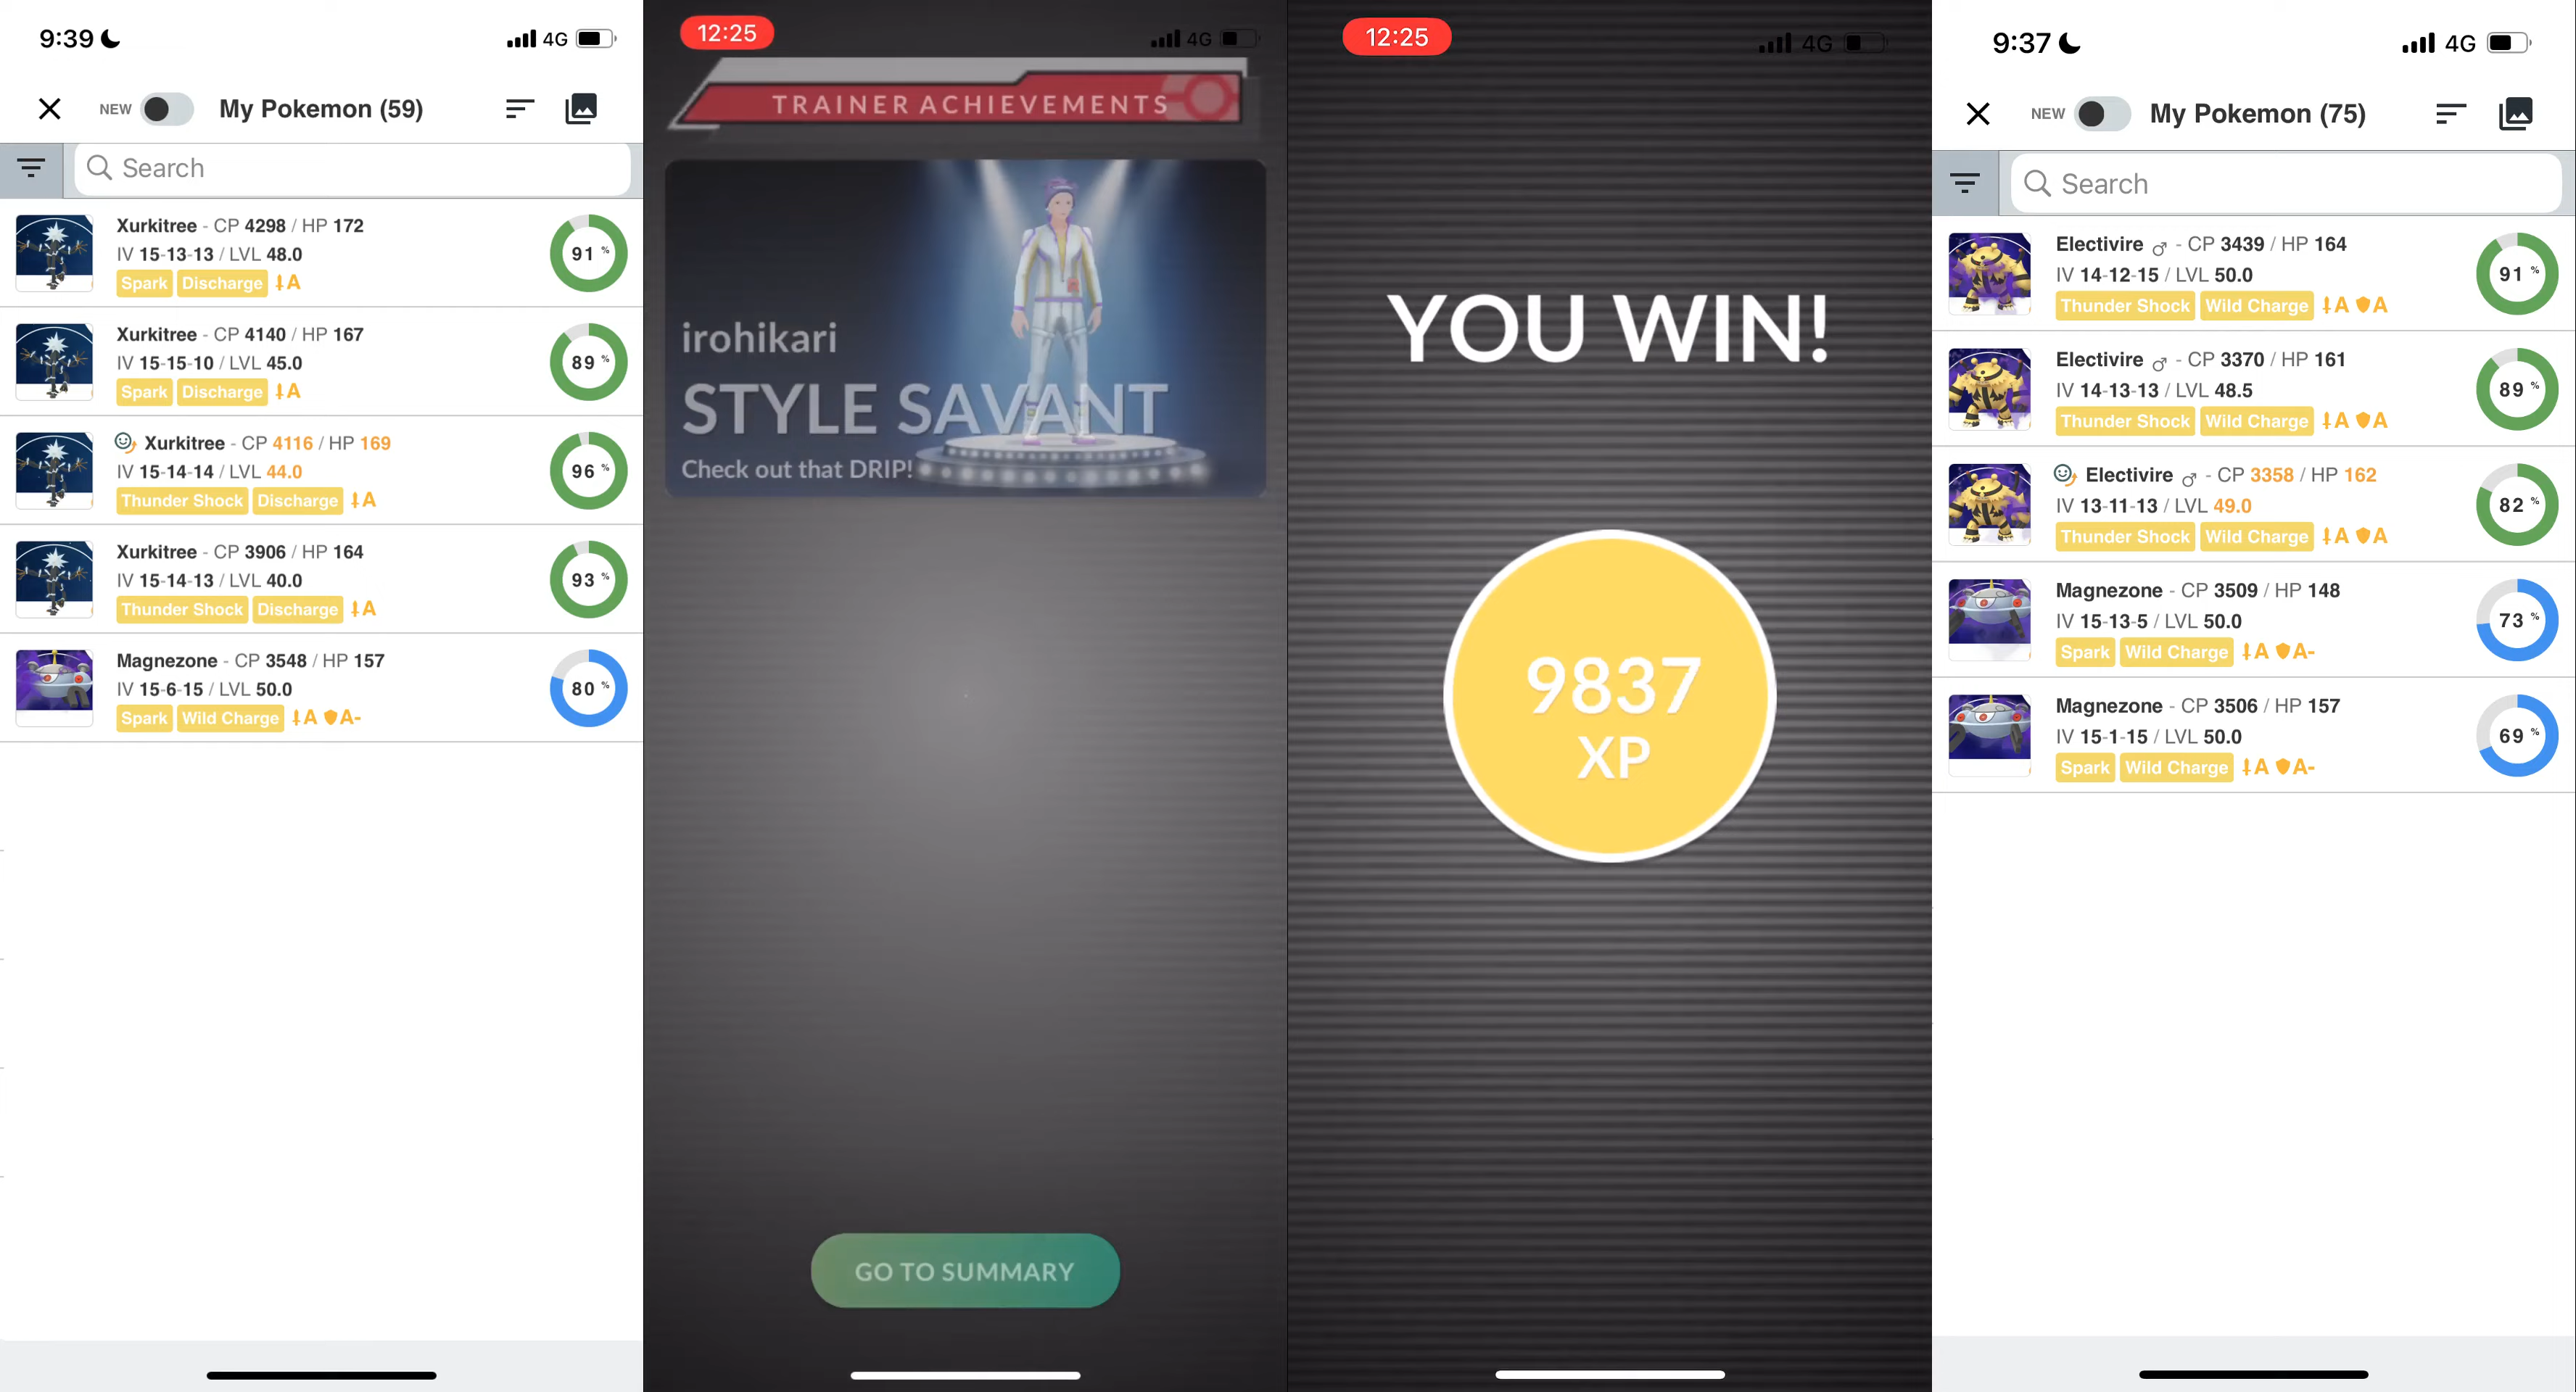 9:39
4G
NEW
My Pokemon (59)
Search
Xurkitree - CP 4298 / HP 172
IV 15-13-13 / LVL 48.0
Spark Discharge A
91 %
Xurkitree - CP 4140 / HP 167
IV 15-15-10 / LVL 45.0
Spark Discharge A
89 %
Xurkitree - CP 4116 / HP 169
IV 15-14-14 / LVL 44.0
Thunder Shock Discharge A
96 %
Xurkitree - CP 3906 / HP 164
IV 15-14-13 / LVL 40.0
Thunder Shock Discharge A
93 %
Magnezone - CP 3548 / HP 157
IV 15-6-15 / LVL 50.0
Spark Wild Charge A A-
80 %
12:25
4G
TRAINER ACHIEVEMENTS
irohikari
STYLE SAVANT
Check out that DRIP!
GO TO SUMMARY
12:25
4G
YOU WIN!
9837
XP
9:37
4G
NEW
My Pokemon (75)
Search
Electivire ♂ - CP 3439 / HP 164
IV 14-12-15 / LVL 50.0
Thunder Shock Wild Charge A A
91 %
Electivire ♂ - CP 3370 / HP 161
IV 14-13-13 / LVL 48.5
Thunder Shock Wild Charge A A
89 %
Electivire ♂ - CP 3358 / HP 162
IV 13-11-13 / LVL 49.0
Thunder Shock Wild Charge A A
82 %
Magnezone - CP 3509 / HP 148
IV 15-13-5 / LVL 50.0
Spark Wild Charge A A-
73 %
Magnezone - CP 3506 / HP 157
IV 15-1-15 / LVL 50.0
Spark Wild Charge A A-
69 %